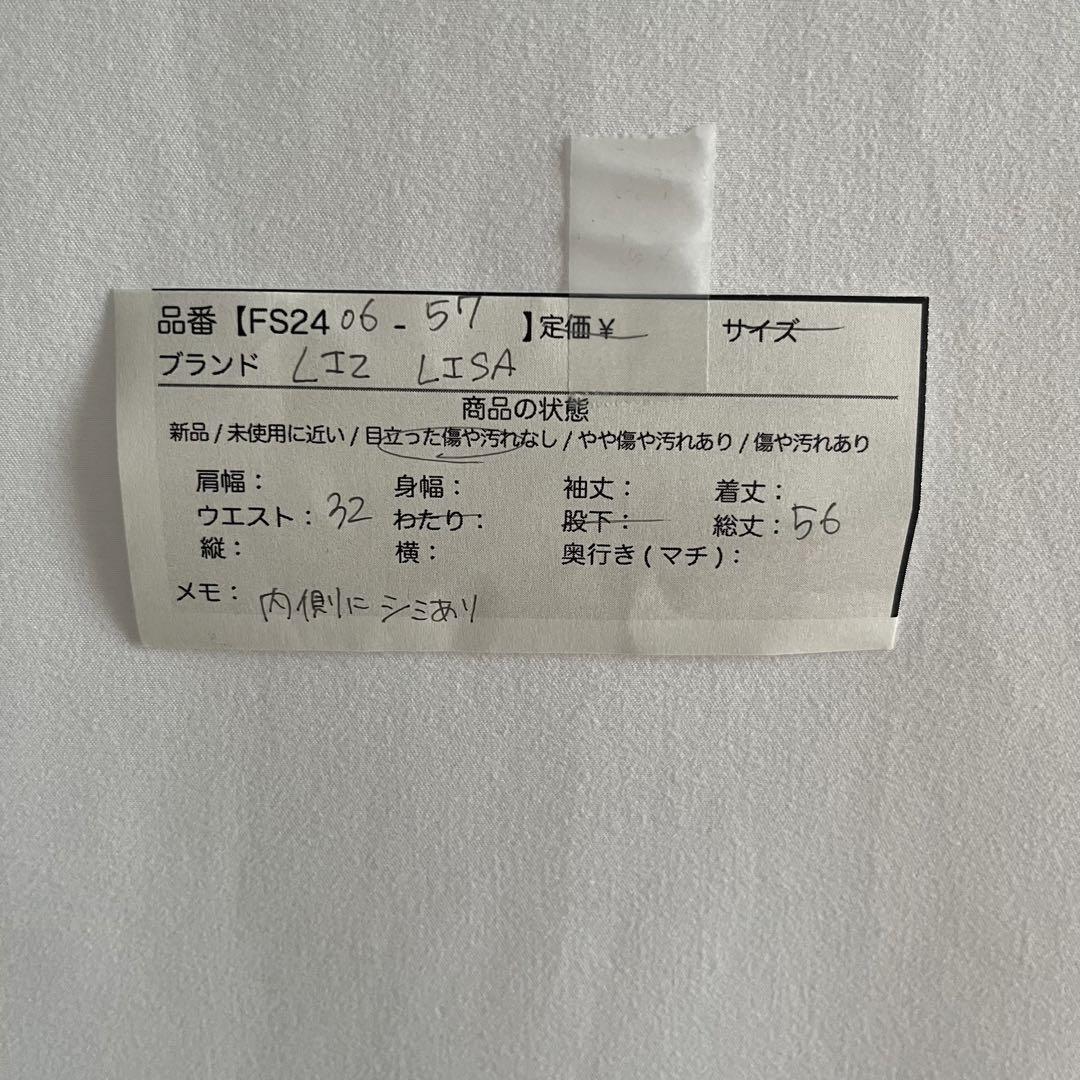 品番【FS24 06 - 57 】定価¥ サイズ
ブランド LIZ LISA
商品の状態
新品 / 未使用に近い / 目立った傷や汚れなし / やや傷や汚れあり / 傷や汚れあり
肩幅： 身幅： 袖丈： 着丈：
ウエスト：32 わたり： 股下： 総丈：56
縦： 横： 奥行き(マチ)：
メモ： 内側にシミあり